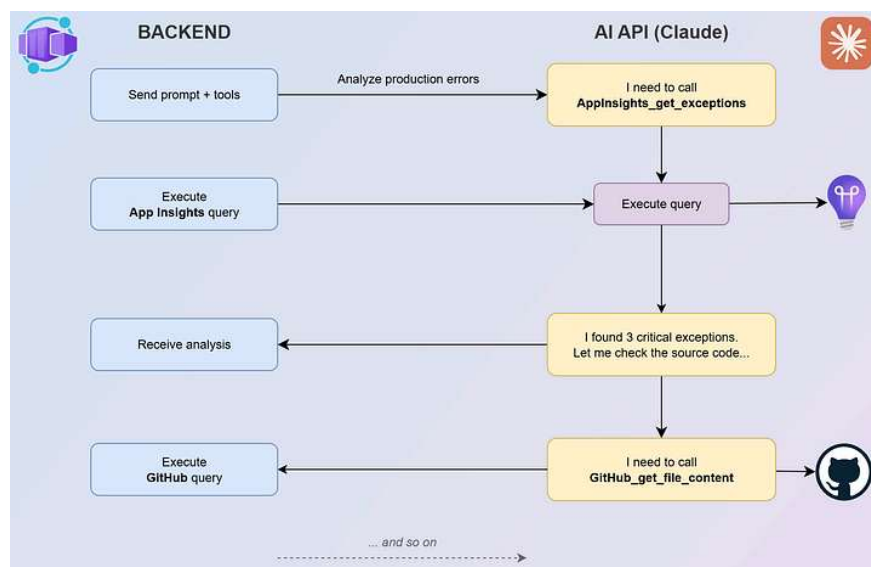 BACKEND
AI API (Claude)
Send prompt + tools
Analyze production errors
I need to call
AppInsights_get_exceptions
Execute
App Insights query
Execute query
Receive analysis
I found 3 critical exceptions.
Let me check the source code...
Execute
GitHub query
I need to call
GitHub_get_file_content
... and so on